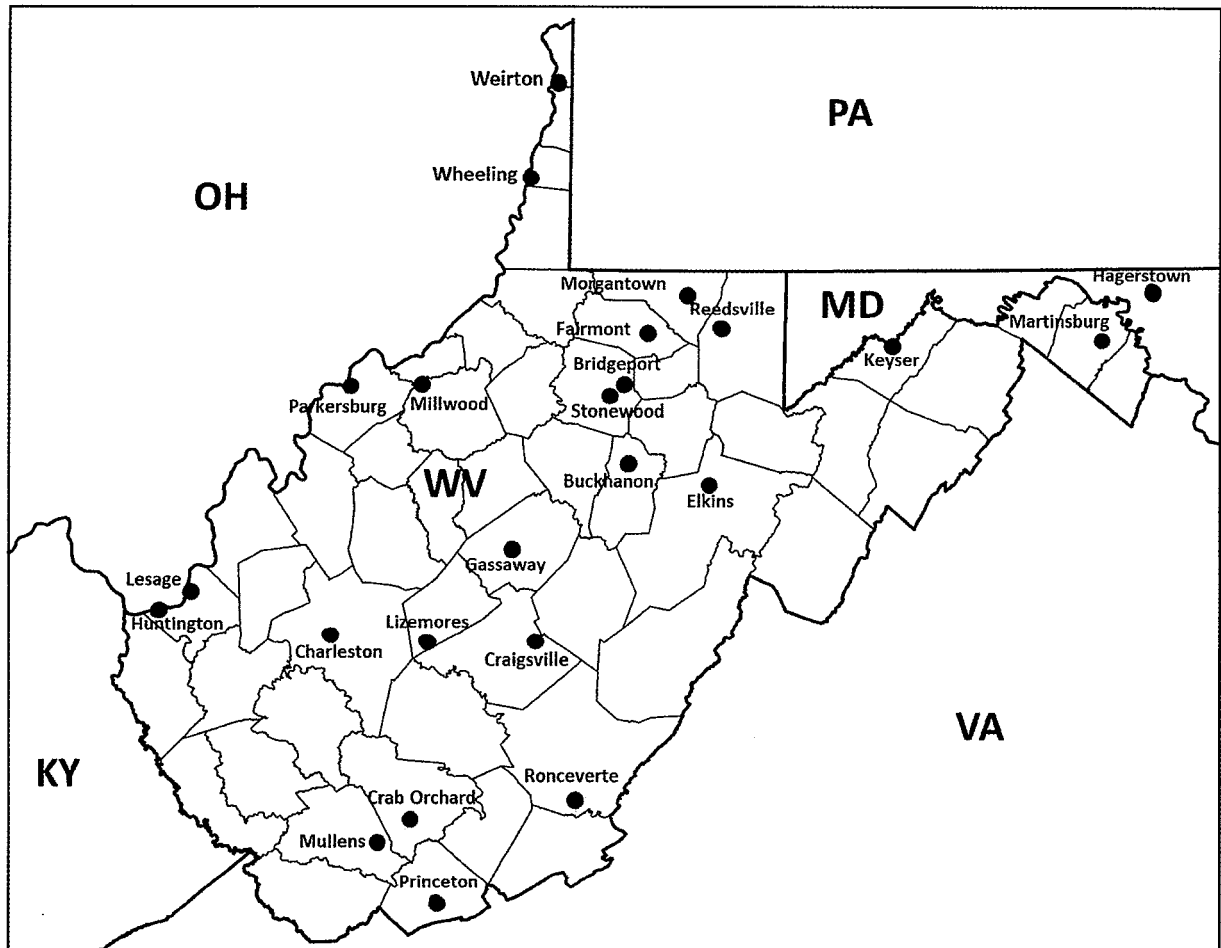 Weirton
PA
Wheeling
OH
Morgantown
Hagerstown
MD
Reedsville
Fairmont
Martinsburg
Keyser
Bridgeport
Parkersburg
Millwood
Stonewood
WV
Buckhanon
Elkins
Gassaway
Lesage
Huntington
Lizemores
Charleston
Craigsville
VA
KY
Ronceverte
Crab Orchard
Mullens
Princeton